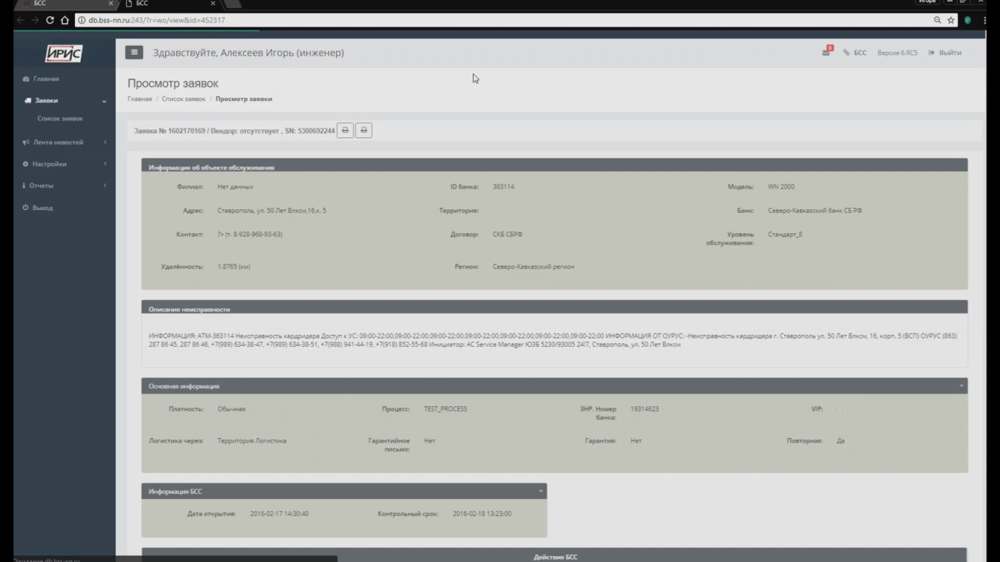 БСС
БСС
Игорь
db.bss-nn.ru:243/?r=wo/view&id=452317
ИРИС
Здравствуйте, Алексеев Игорь (инженер)
0
БСС
Версия 6.RC5
Выйти
Главная
Заявки
Список заявок
Лента новостей
Настройки
Отчеты
Выход
Просмотр заявок
Главная / Список заявок / Просмотр заявки
Заявка № 1602170169 / Вендор: отсутствует , SN: 5300692244
Информация об объекте обслуживания
Филиал: Нет данных
ID банка: 363114
Модель: WN 2000
Адрес: Ставрополь, ул. 50 Лет Влксм,16,к. 5
Территория:
Банк: Северо-Кавказский банк СБ РФ
Контакт: ?> (т. 8-928-968-93-63)
Договор: СКБ СБРФ
Уровень
обслуживания:
Стандарт_8
Удалённость: 1.8765 (км)
Регион: Северо-Кавказский регион
Описание неисправности
ИНФОРМАЦИЯ: АТМ-363114 Неисправность кардридера Доступ к УС: 09:00-22:00,09:00-22:00,09:00-22:00,09:00-22:00,09:00-22:00,09:00-22:00,09:00-22:00 ИНФОРМАЦИЯ ОТ ОУРУС: -Неисправность кардридера г. Ставрополь ул. 50 Лет Влксм, 16, корп. 5 (ВСП) ОУРУС (863)
287 86 45, 287 86 46, +7(989) 634-38-47, +7(989) 634-38-51, +7(988) 941-44-19, +7(918) 852-55-68 Инициатор: АС Service Manager ЮЗБ 5230/93005 24!7, Ставрополь, ул. 50 Лет Влксм
Основная информация
Платность: Обычная
Процесс: TEST_PROCESS
ЗНР. Номер
банка:
19314623
VIP:
Логистика через: Территория Логистика
Гарантийное
письмо:
Нет
Гарантия: Нет
Повторная: Да
Информация БСС
Дата открытия: 2016-02-17 14:30:40
Контрольный срок: 2016-02-18 13:23:00
Действия БСС
Ожидание db.bss-nn.ru